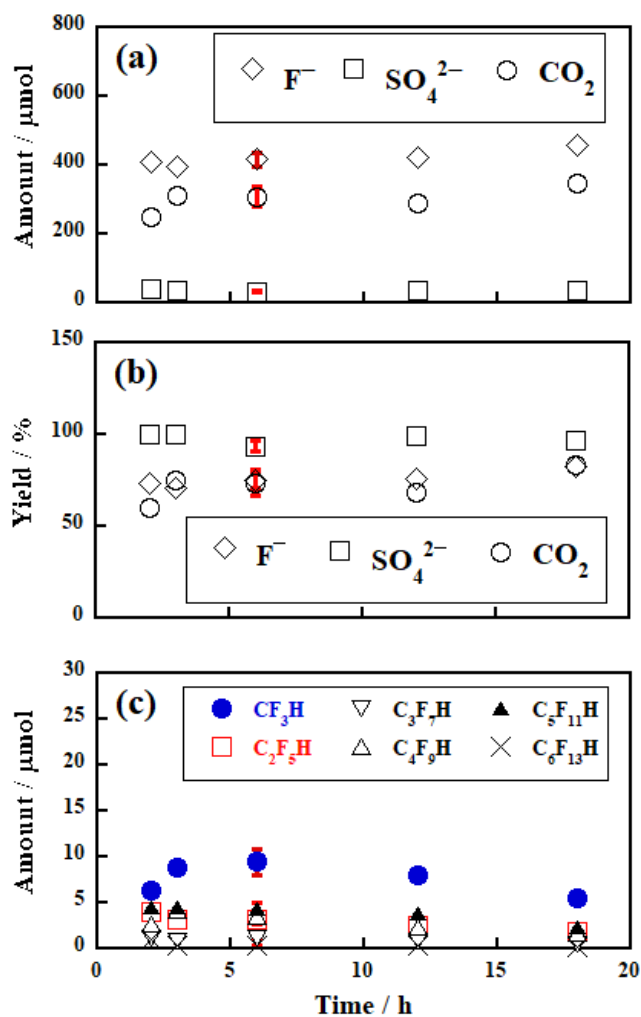 800
(a)
F⁻ SO₄²⁻ CO₂
600
400
200
0
Amount / μmol
150
(b)
100
50
F⁻ SO₄²⁻ CO₂
0
Yield / %
30
(c)
CF₃H C₃F₇H C₅F₁₁H
25
C₂F₅H C₄F₉H C₆F₁₃H
20
15
10
5
0
Amount / μmol
0 5 10 15 20
Time / h